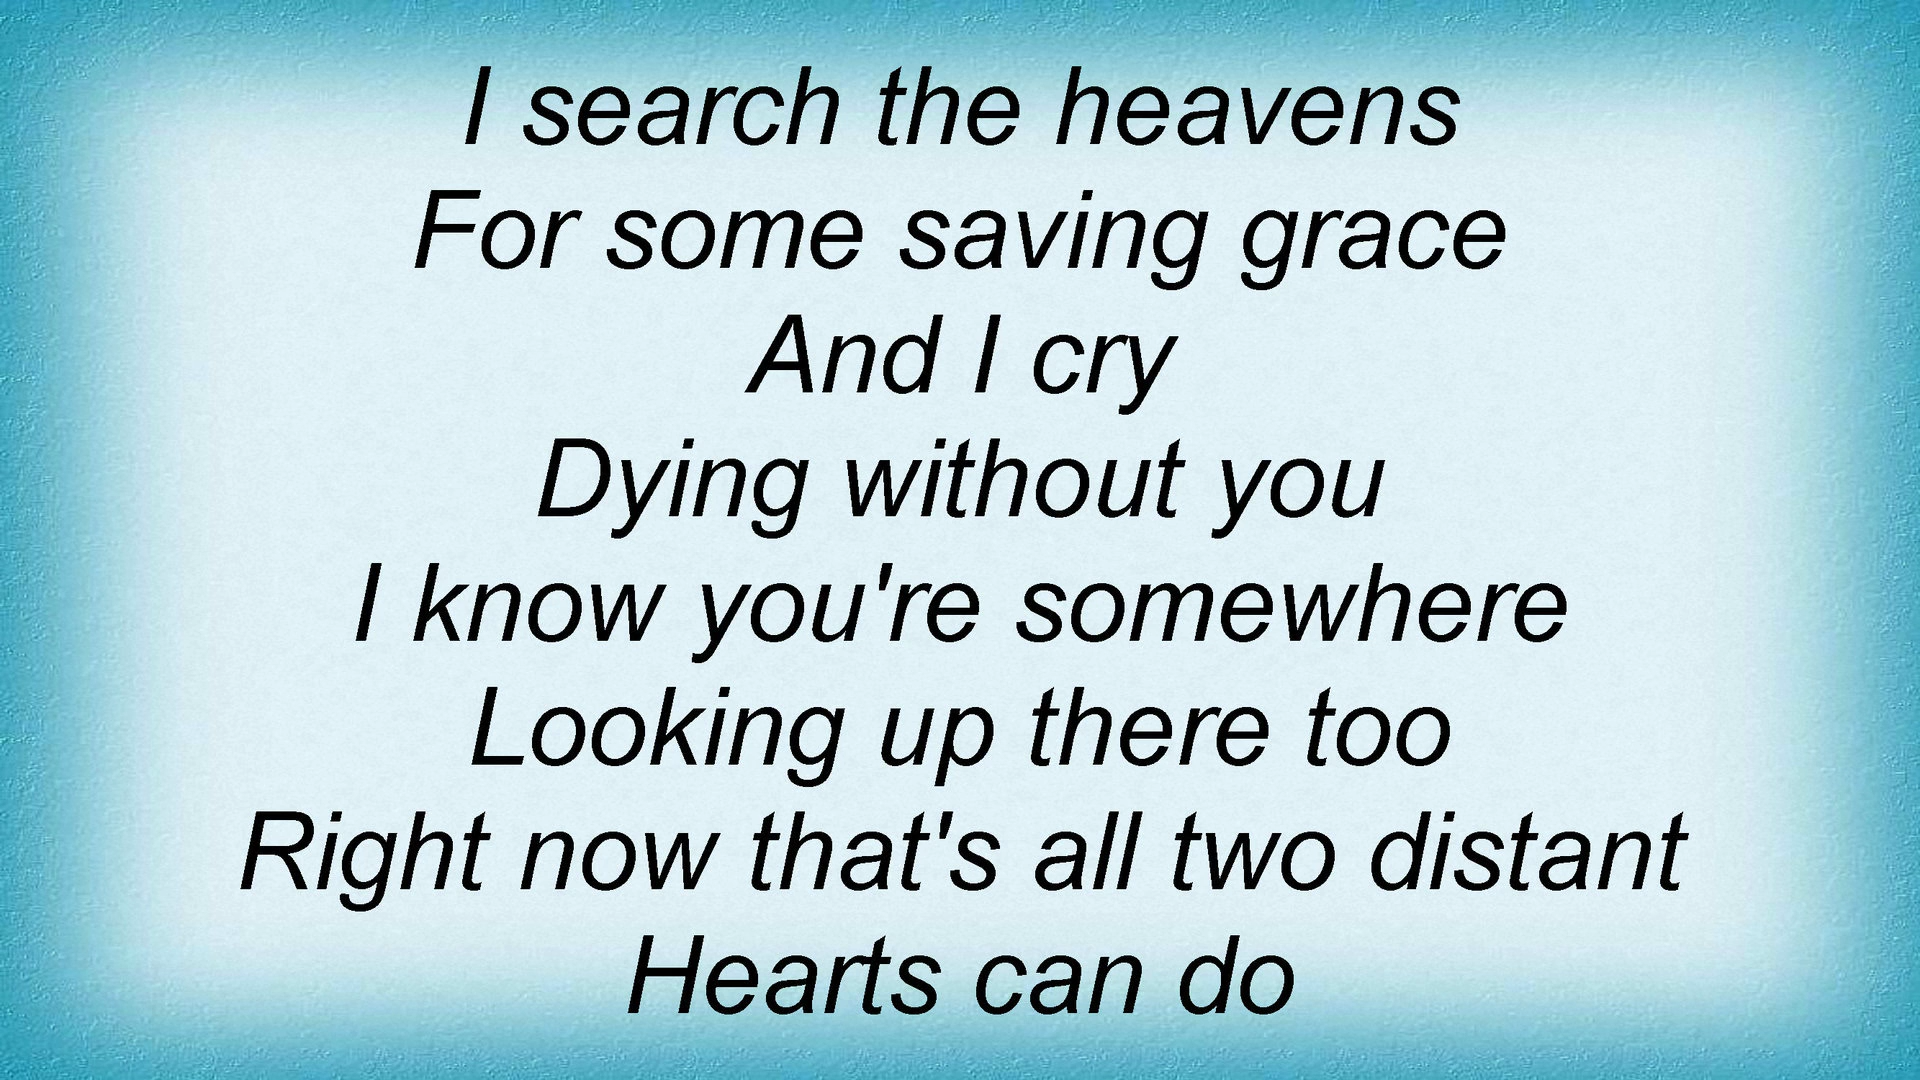 I search the heavens
For some saving grace
And I cry
Dying without you
I know you're somewhere
Looking up there too
Right now that's all two distant
Hearts can do